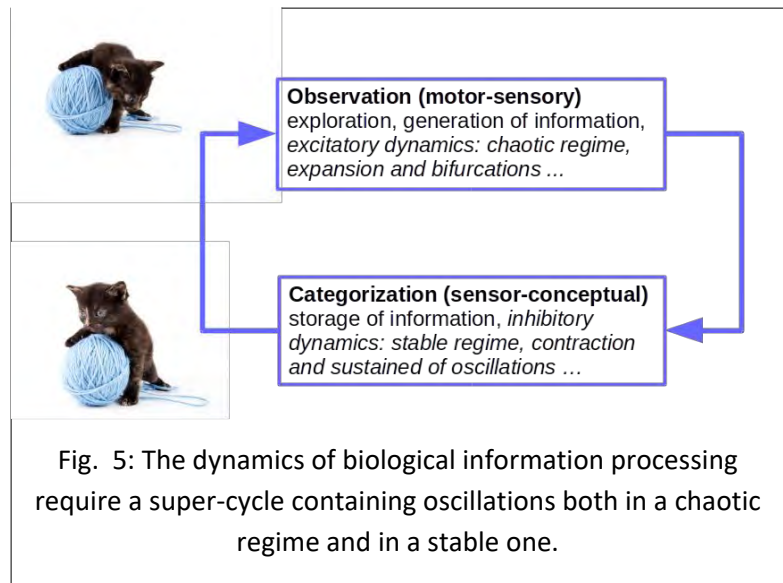 Observation (motor-sensory)
exploration, generation of information,
excitatory dynamics: chaotic regime,
expansion and bifurcations ...
Categorization (sensor-conceptual)
storage of information, inhibitory
dynamics: stable regime, contraction
and sustained of oscillations ...
Fig. 5: The dynamics of biological information processing
require a super-cycle containing oscillations both in a chaotic
regime and in a stable one.